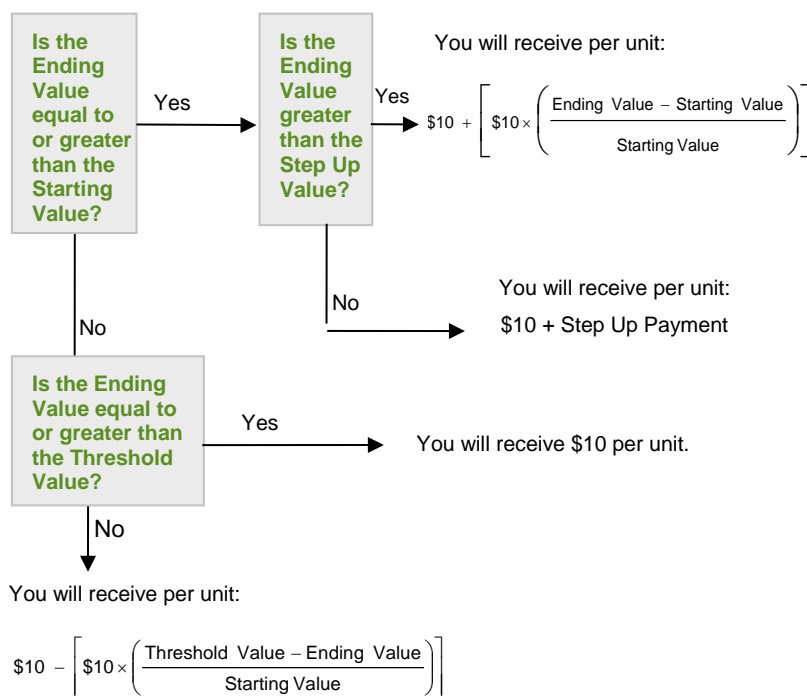 Is the
Ending
Value
equal to
or greater
than the
Starting
Value?
Yes
Is the
Ending
Value
greater
than the
Step Up
Value?
Yes
You will receive per unit:
$10 + [ $10 × ( Ending Value – Starting Value
Starting Value ) ]
No
You will receive per unit:
$10 + Step Up Payment
No
Is the Ending
Value equal to
or greater than
the Threshold
Value?
Yes
You will receive $10 per unit.
No
You will receive per unit:
$10 – [ $10 × ( Threshold Value – Ending Value
Starting Value ) ]